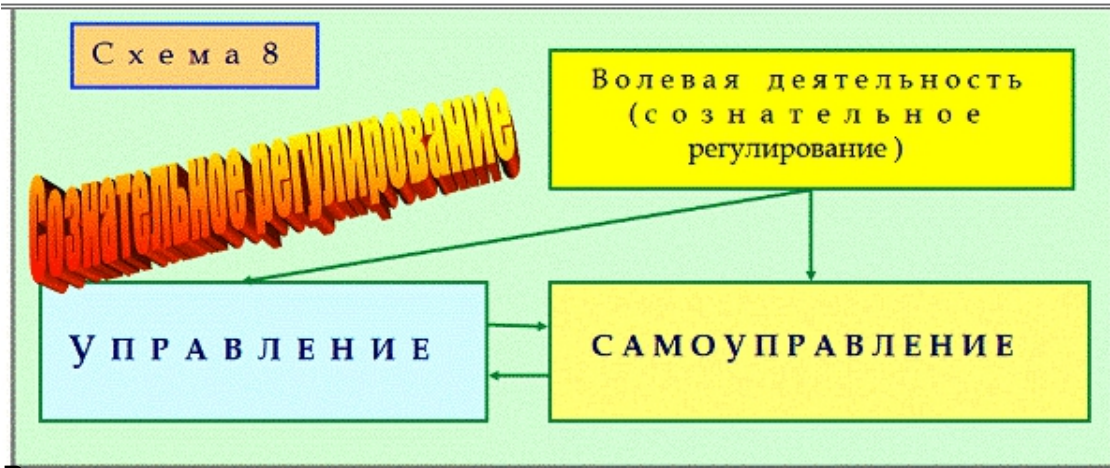 Схема 8
Волевая деятельность
(сознательное
регулирование)
Сознательное регулирование
УПРАВЛЕНИЕ
САМОУПРАВЛЕНИЕ